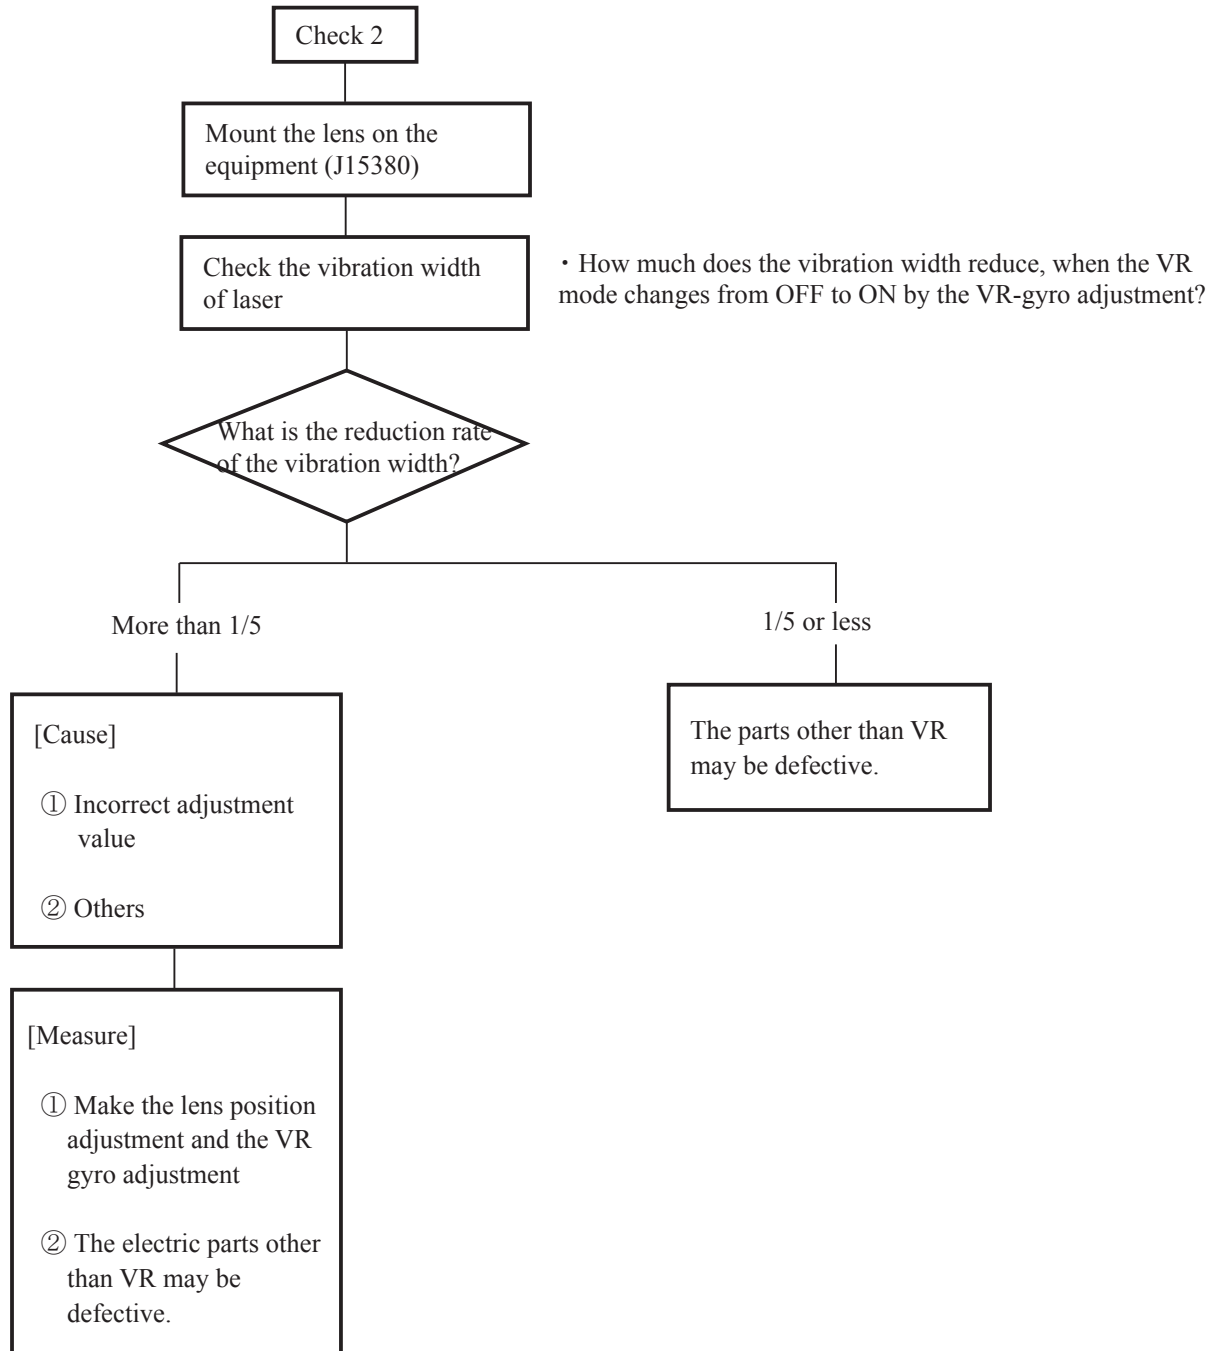 Check 2
Mount the lens on the
equipment (J15380)
Check the vibration width
of laser
・How much does the vibration width reduce, when the VR
mode changes from OFF to ON by the VR-gyro adjustment?
What is the reduction rate
of the vibration width?
More than 1/5
1/5 or less
[Cause]
① Incorrect adjustment
value
② Others
The parts other than VR
may be defective.
[Measure]
① Make the lens position
adjustment and the VR
gyro adjustment
② The electric parts other
than VR may be
defective.